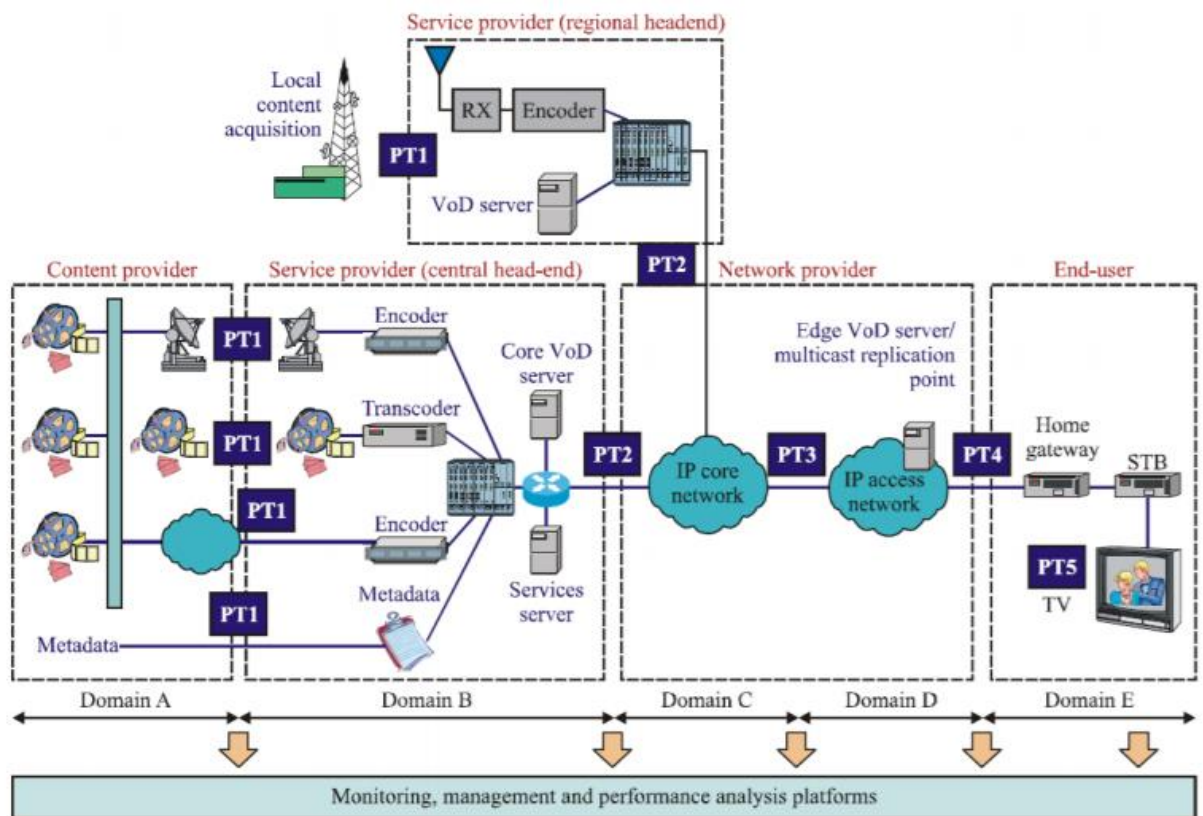 Service provider (regional headend)
Local
content
acquisition
RX
Encoder
PT1
VoD server
PT2
Content provider
Service provider (central head-end)
Network provider
End-user
PT1
Encoder
Core VoD
server
Edge VoD server/
multicast replication
point
PT1
Transcoder
PT2
IP core
network
PT3
IP access
network
PT4
Home
gateway
STB
PT1
Encoder
Services
server
PT5
TV
PT1
Metadata
Metadata
Domain A
Domain B
Domain C
Domain D
Domain E
Monitoring, management and performance analysis platforms